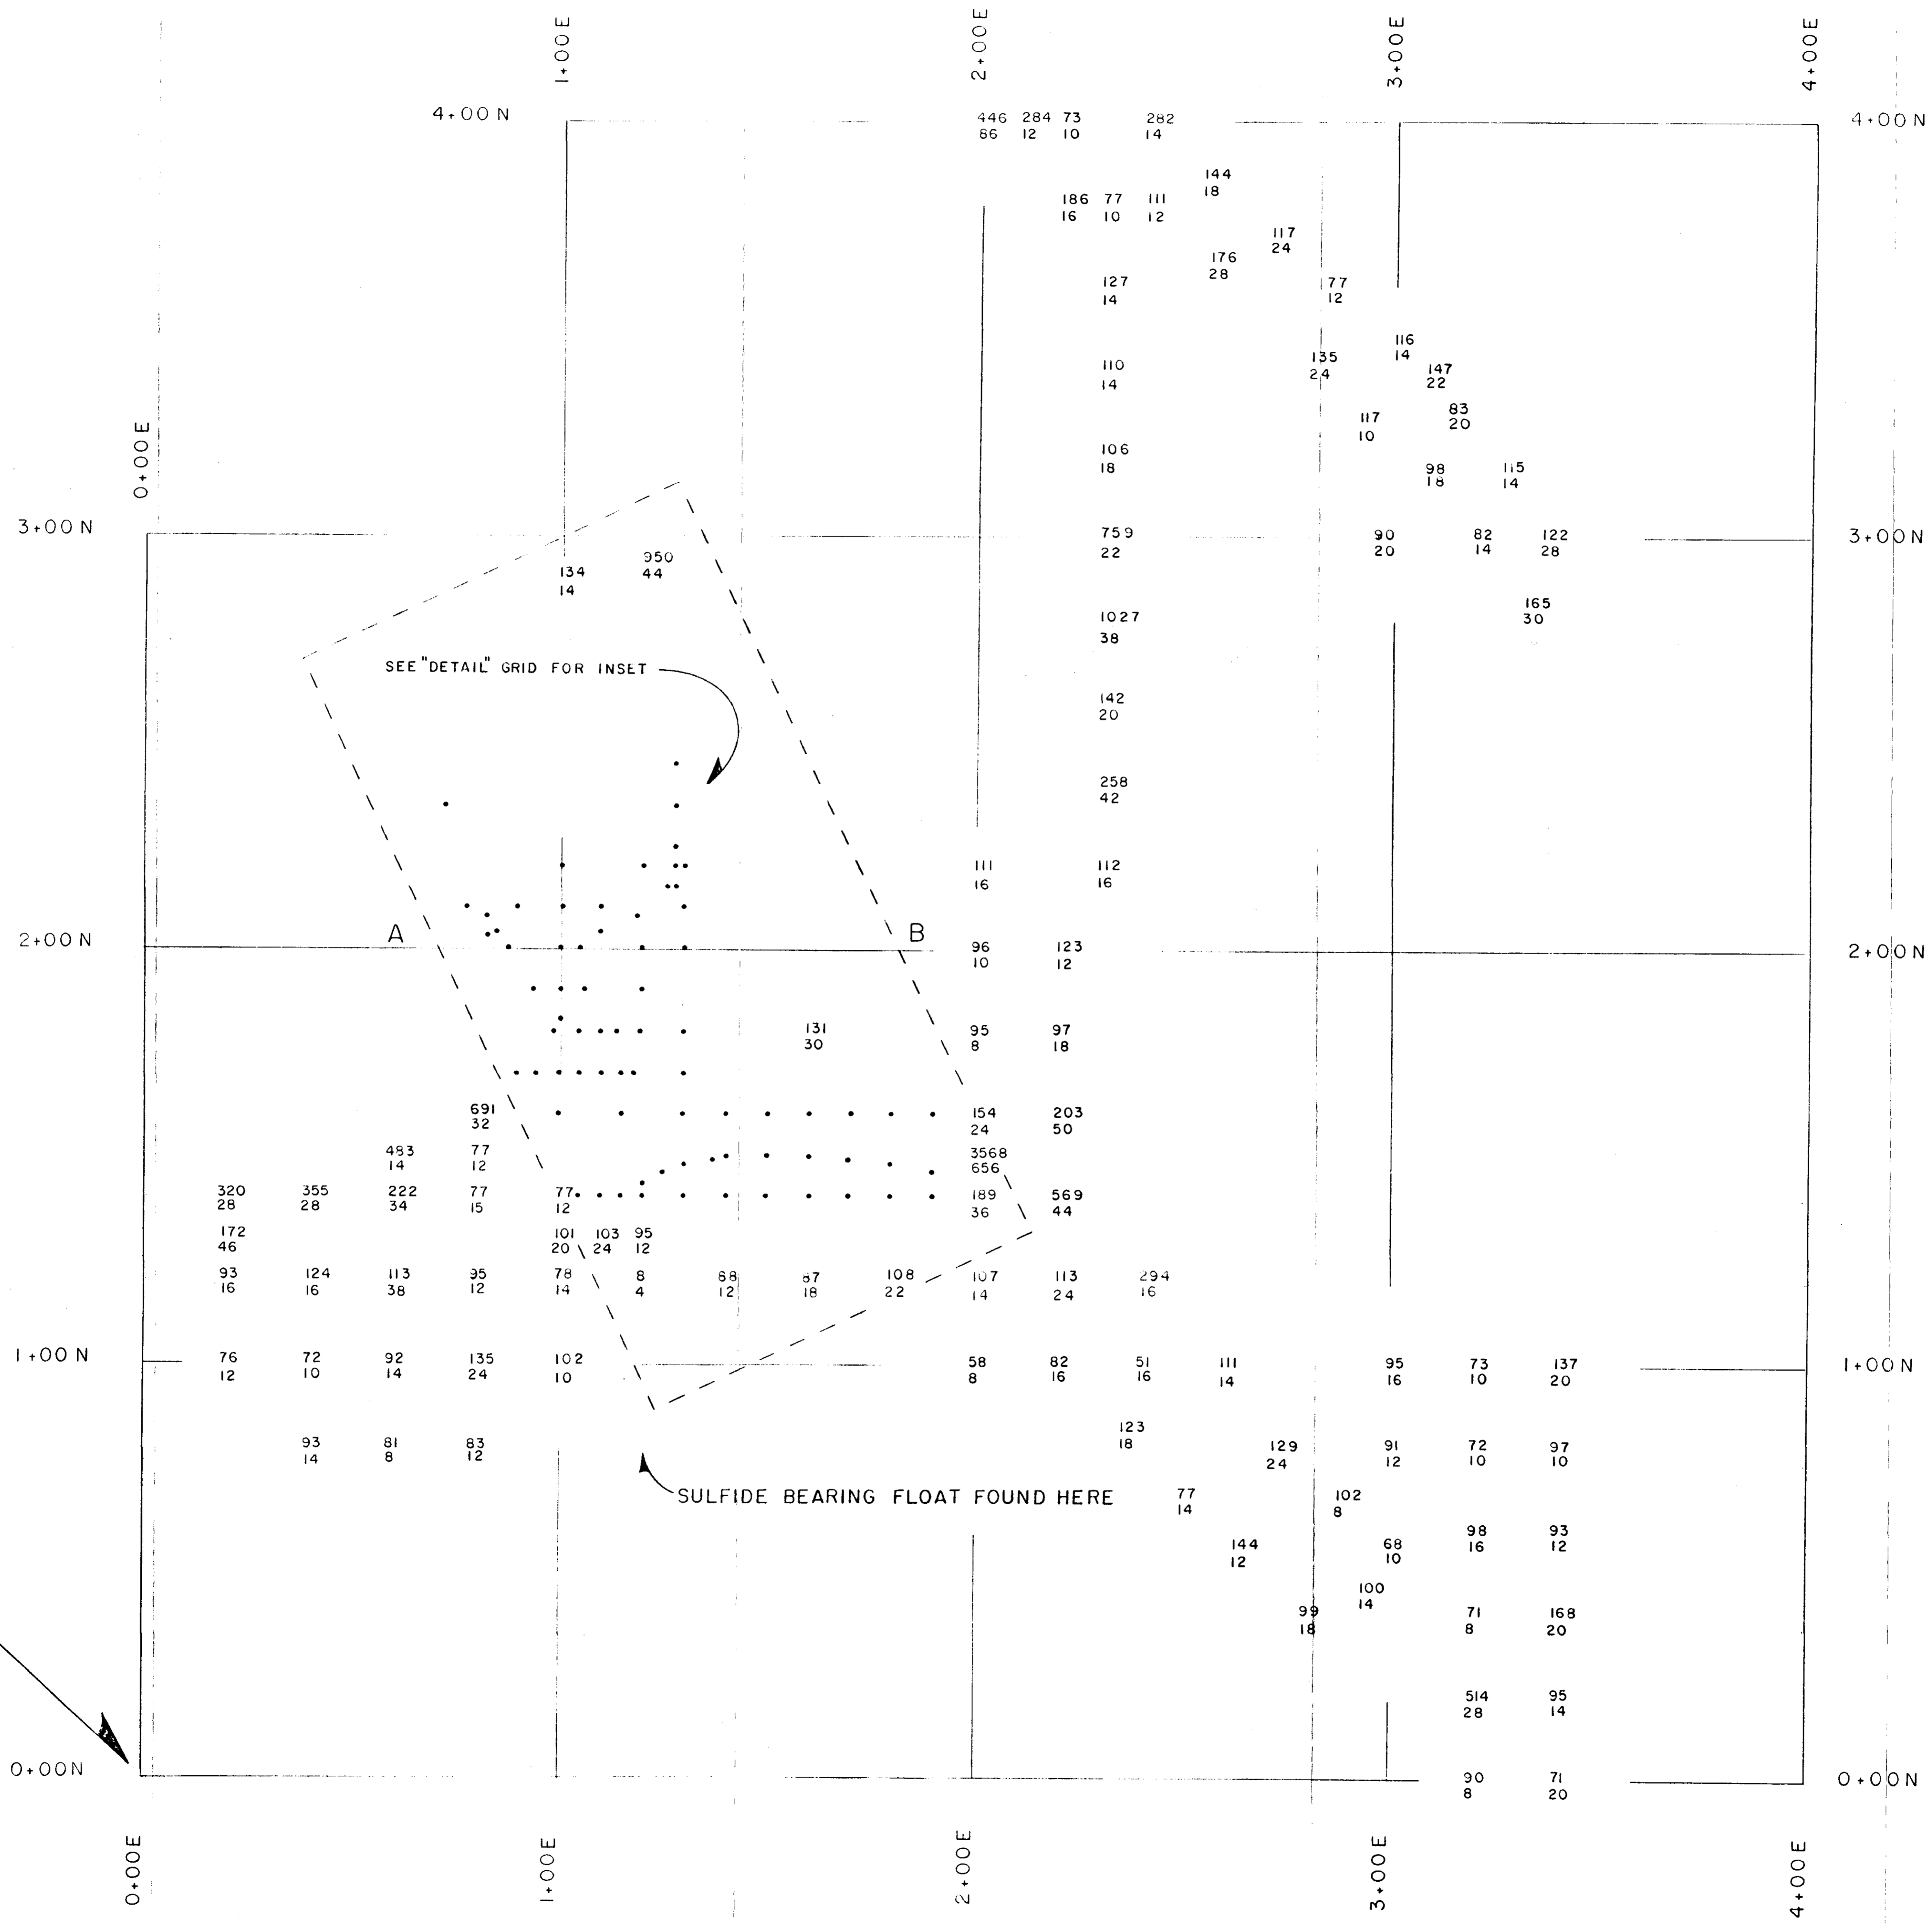 1+00E
2+00E
3+00E
4+00E
4+00N
446 284 73 282
86 12 10 14
4+00N
144
18
186 77 111
16 10 12
117
24
176
28
127
14
77
12
116
14
135
24
110
14
147
22
83
20
117
10
0+00E
106
18
98
18
115
14
3+00N
759
22
90 82 122
20 14 28
3+00N
950
44
134
14
165
30
1027
38
SEE "DETAIL" GRID FOR INSET
142
20
258
42
111 112
16 16
2+00N
A
B
96 123
10 12
2+00N
131
30
95 97
8 18
691
32
154 203
24 50
483 77
14 12
3568
656
320 355 222 77 77
28 28 34 15 12
189 569
36 44
172
46
101 103 95
20 24 12
93 124 113 95 78 8 68 87 108 107 113 294
16 16 38 12 14 4 12 18 22 14 24 16
1+00N
76 72 92 135 102
12 10 14 24 10
58 82 51 111
8 16 16 14
95 73 137
16 10 20
1+00N
123
18
93 81 83
14 8 12
129
24
91 72 97
12 10 10
SULFIDE BEARING FLOAT FOUND HERE
77
14
102
8
98 93
16 12
144
12
68
10
100
14
99
18
71 168
8 20
514 95
28 14
0+00N
90 71
8 20
0+00N
0+00E
1+00E
2+00E
3+00E
4+00E